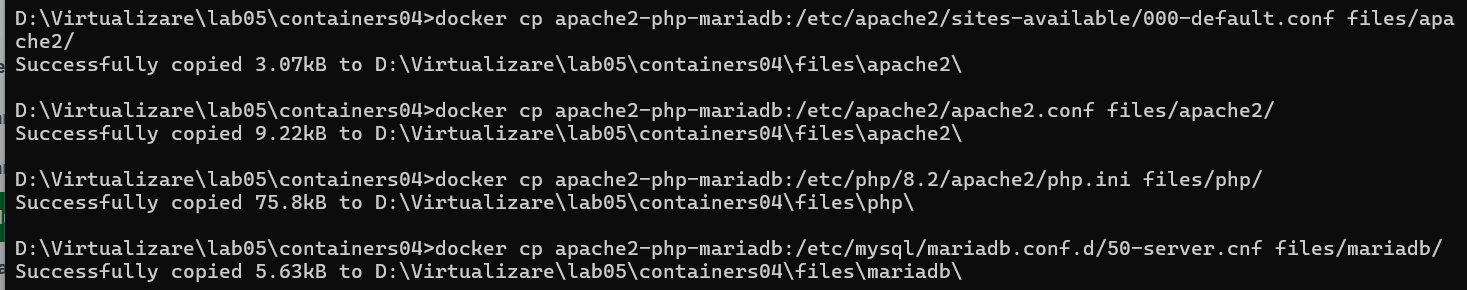 D:\Virtualizare\lab05\containers04>docker cp apache2-php-mariadb:/etc/apache2/sites-available/000-default.conf files/apa
che2/
Successfully copied 3.07kB to D:\Virtualizare\lab05\containers04\files\apache2\
D:\Virtualizare\lab05\containers04>docker cp apache2-php-mariadb:/etc/apache2/apache2.conf files/apache2/
Successfully copied 9.22kB to D:\Virtualizare\lab05\containers04\files\apache2\
D:\Virtualizare\lab05\containers04>docker cp apache2-php-mariadb:/etc/php/8.2/apache2/php.ini files/php/
Successfully copied 75.8kB to D:\Virtualizare\lab05\containers04\files\php\
D:\Virtualizare\lab05\containers04>docker cp apache2-php-mariadb:/etc/mysql/mariadb.conf.d/50-server.cnf files/mariadb/
Successfully copied 5.63kB to D:\Virtualizare\lab05\containers04\files\mariadb\